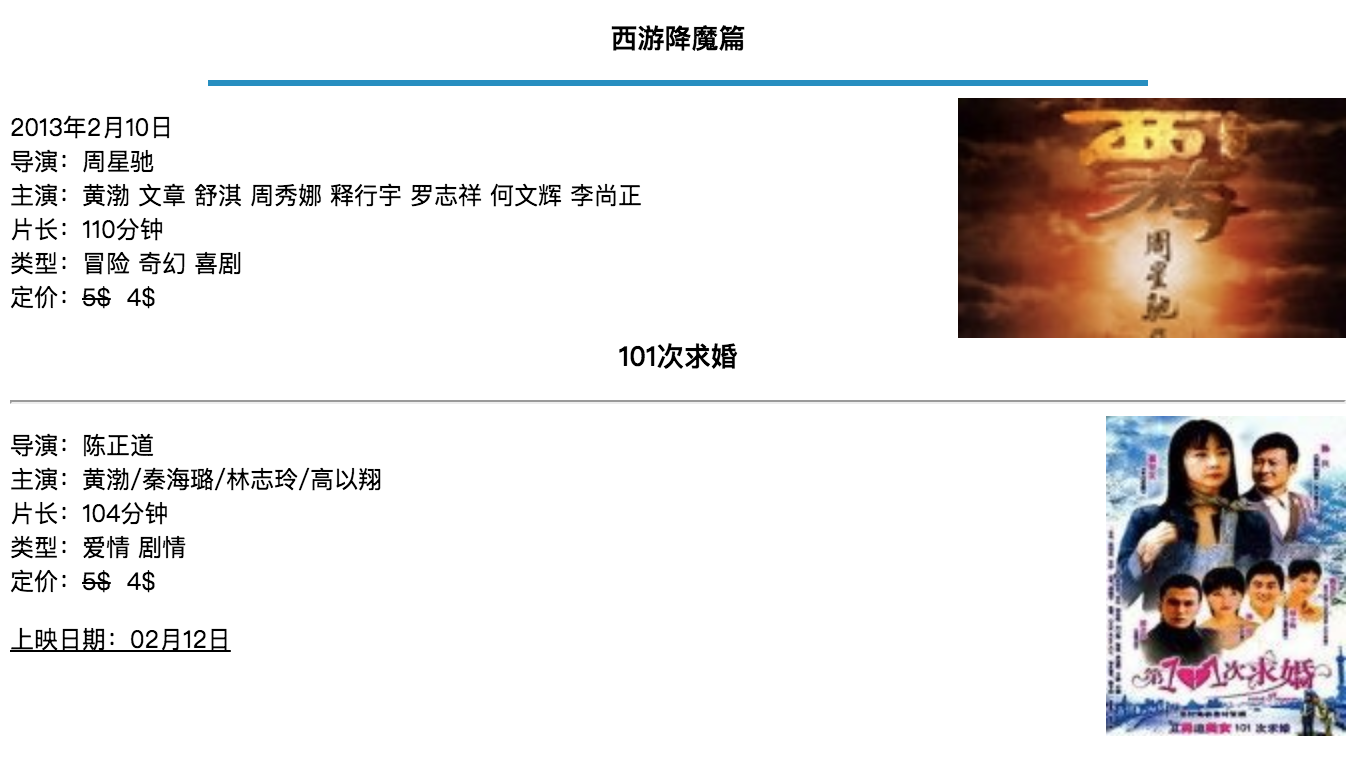 西游降魔篇
2013年2月10日
导演：周星驰
主演：黄渤 文章 舒淇 周秀娜 释行宇 罗志祥 何文辉 李尚正
片长：110分钟
类型：冒险 奇幻 喜剧
定价：5$ 4$
西游
周星驰
101次求婚
导演：陈正道
主演：黄渤/秦海璐/林志玲/高以翔
片长：104分钟
类型：爱情 剧情
定价：5$ 4$
上映日期：02月12日
第101次求婚
101 次求婚